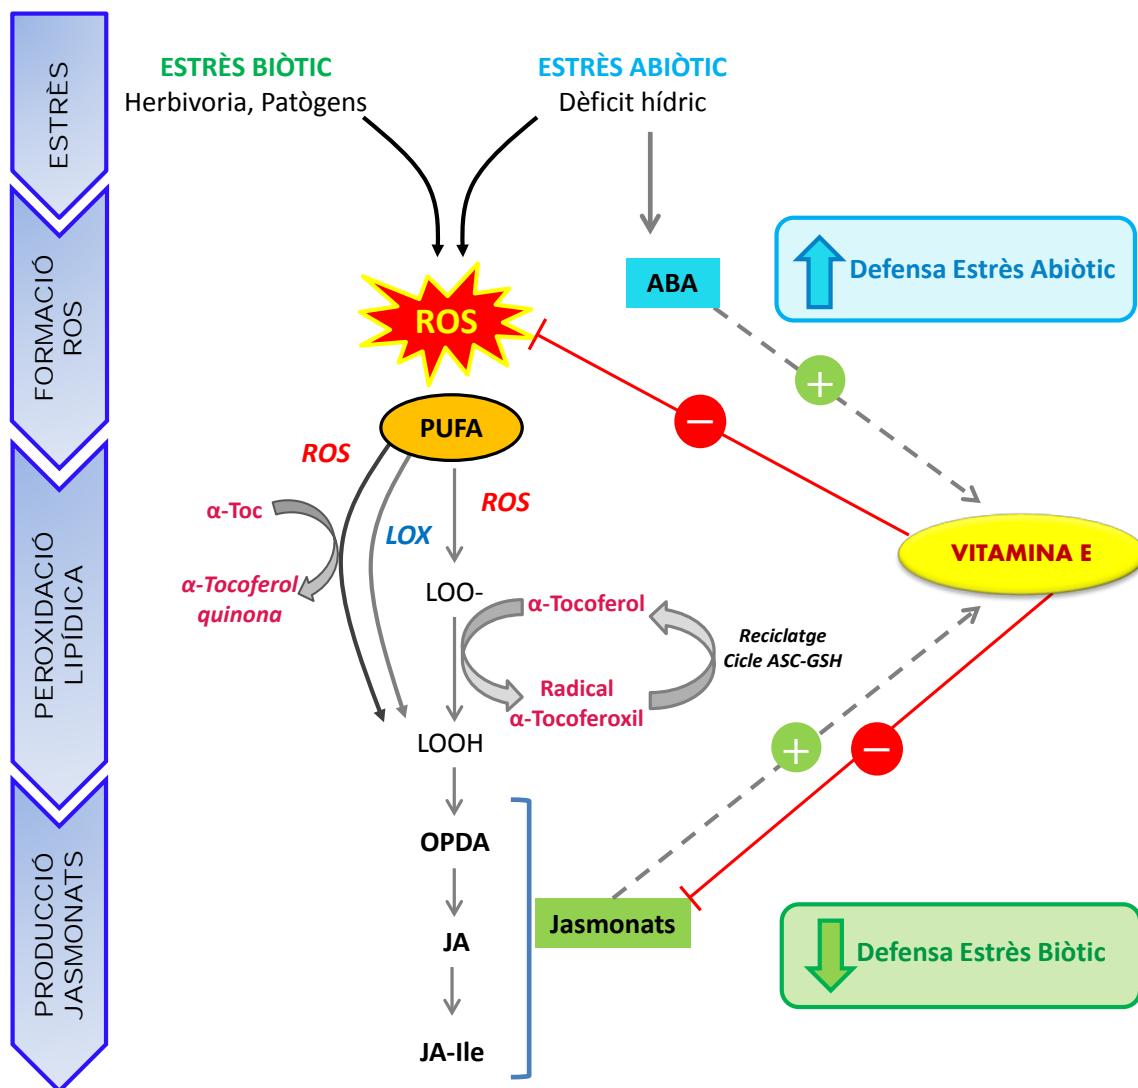 ESTRÈS
FORMACIÓ
ROS
PEROXIDACIÓ
LIPÍDICA
PRODUCCIÓ
JASMONATS
ESTRÈS BIÒTIC
Herbivoria, Patògens
ESTRÈS ABIÒTIC
Dèficit hídric
ABA
Defensa Estrès Abiòtic
ROS
+
−
PUFA
ROS
ROS
LOX
α-Toc
α-Tocoferol
quinona
LOO-
α-Tocoferol
Radical
α-Tocoferoxil
Reciclatge
Cicle ASC-GSH
VITAMINA E
LOOH
+
−
OPDA
JA
JA-Ile
Jasmonats
Defensa Estrès Biòtic